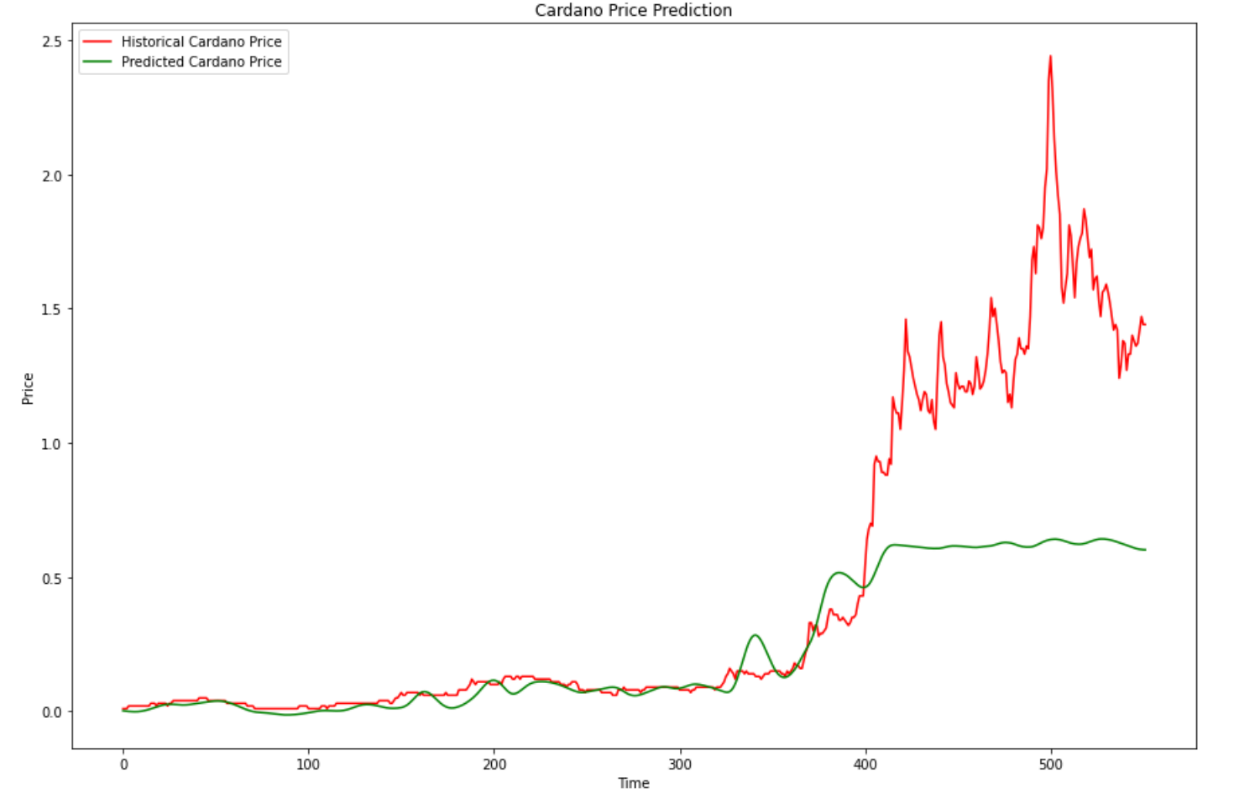 Cardano Price Prediction
Historical Cardano Price
Predicted Cardano Price
2.5
2.0
1.5
1.0
0.5
0.0
Price
0 100 200 300 400 500
Time